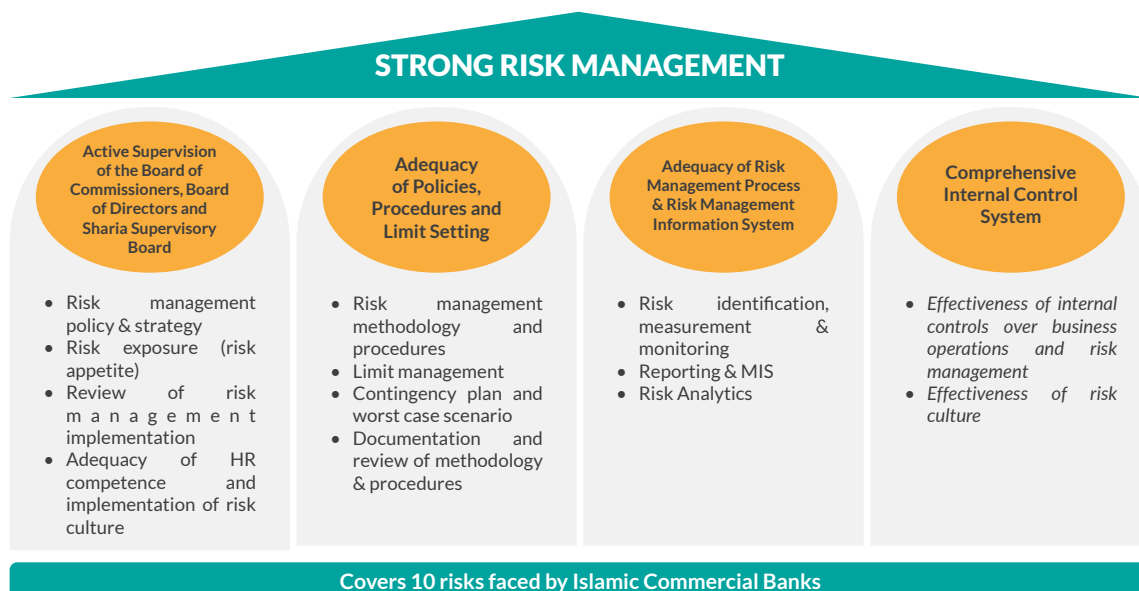 STRONG RISK MANAGEMENT
Active Supervision
of the Board of
Commissioners, Board
of Directors and
Sharia Supervisory
Board
• Risk management
policy & strategy
• Risk exposure (risk
appetite)
• Review of risk
management
implementation
• Adequacy of HR
competence and
implementation of risk
culture
Adequacy
of Policies,
Procedures and
Limit Setting
• Risk management
methodology and
procedures
• Limit management
• Contingency plan and
worst case scenario
• Documentation and
review of methodology
& procedures
Adequacy of Risk
Management Process
& Risk Management
Information System
• Risk identification,
measurement &
monitoring
• Reporting & MIS
• Risk Analytics
Comprehensive
Internal Control
System
• Effectiveness of internal
controls over business
operations and risk
management
• Effectiveness of risk
culture
Covers 10 risks faced by Islamic Commercial Banks